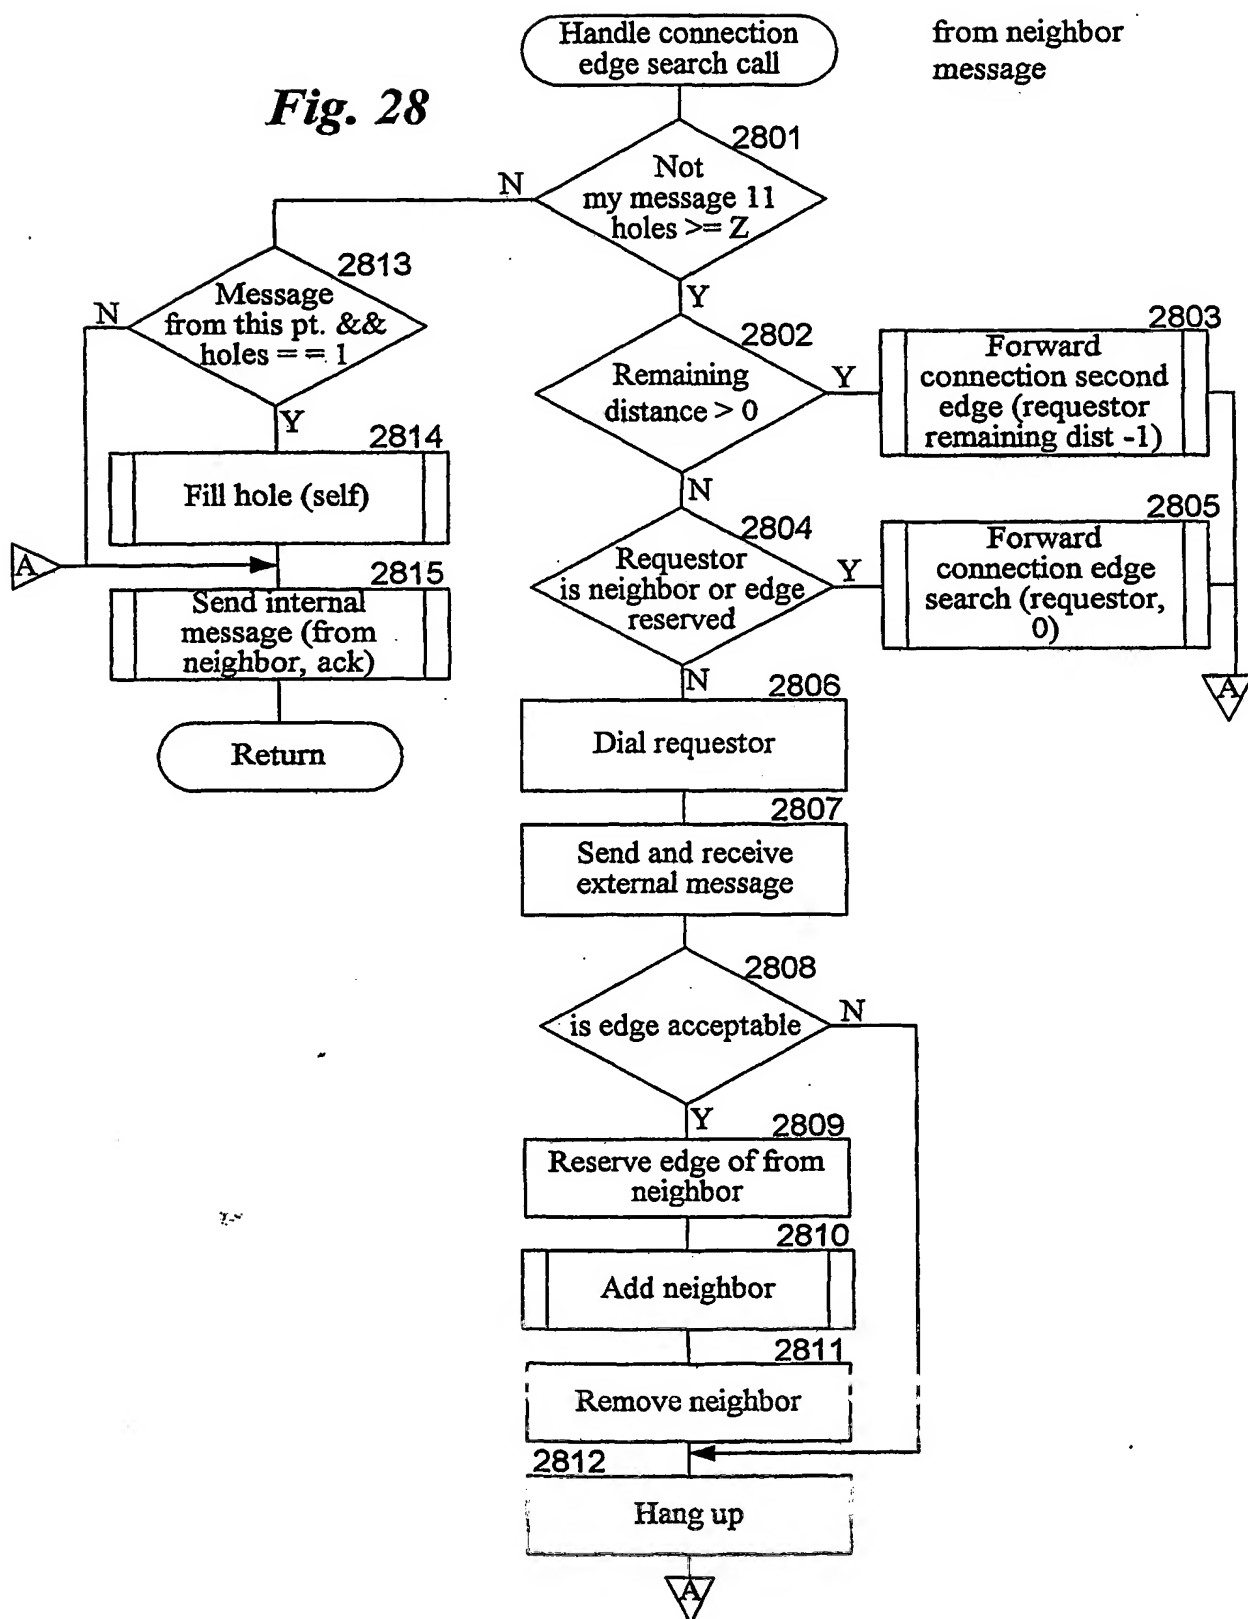 Handle connection
edge search call
from neighbor
message
Fig. 28
2801
Not
my message 11
holes >= Z
N
Y
2813
Message
from this pt. &&
holes = = 1
N
Y
2802
Remaining
distance > 0
Y
N
2803
Forward
connection second
edge (requestor
remaining dist -1)
2814
Fill hole (self)
2804
Requestor
is neighbor or edge
reserved
Y
N
2805
Forward
connection edge
search (requestor,
0)
A
A
2815
Send internal
message (from
neighbor, ack)
Return
2806
Dial requestor
2807
Send and receive
external message
2808
is edge acceptable
N
Y
2809
Reserve edge of from
neighbor
2810
Add neighbor
2811
Remove neighbor
2812
Hang up
A